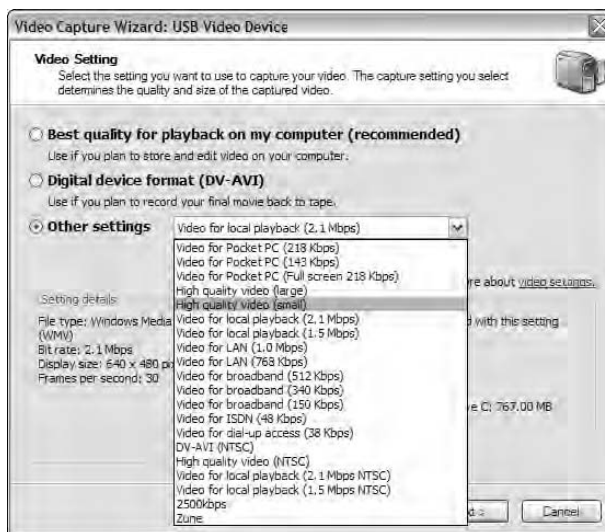 Video Capture Wizard: USB Video Device
Video Setting
Select the setting you want to use to capture your video. The capture setting you select
determines the quality and size of the captured video.
Best quality for playback on my computer (recommended)
Use if you plan to store and edit video on your computer.
Digital device format (DV-AVI)
Use if you plan to record your final movie back to tape.
Other settings
Video for local playback (2.1 Mbps)
Video for Pocket PC (218 Kbps)
Video for Pocket PC (143 Kbps)
Video for Pocket PC (Full screen 218 Kbps)
High quality video (large)
High quality video (small)
Video for local playback (2.1 Mbps)
Video for local playback (1.5 Mbps)
Video for LAN (1.0 Mbps)
Video for LAN (768 Kbps)
Video for broadband (512 Kbps)
Video for broadband (340 Kbps)
Video for broadband (150 Kbps)
Video for ISDN (48 Kbps)
Video for dial-up access (38 Kbps)
DV-AVI (NTSC)
High quality video (NTSC)
Video for local playback (2.1 Mbps NTSC)
Video for local playback (1.5 Mbps NTSC)
2500kbps
Zune
re about video settings.
Setting details
File type: Windows Media
(WMV)
Bit rate: 2.1 Mbps
Display size: 640 x 480 pi
Frames per second: 30
d with this setting
ve C: 767.00 MB
Cancel